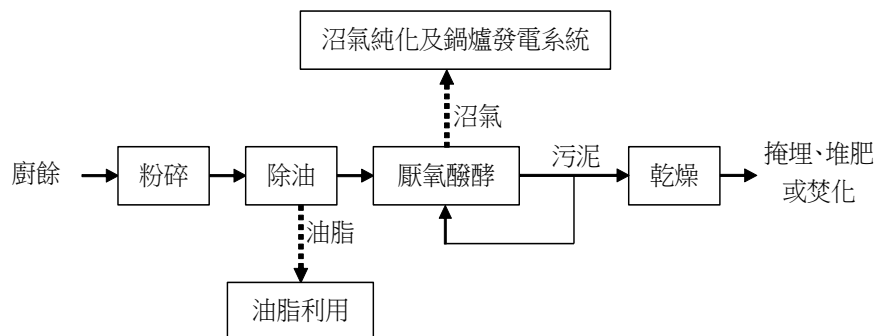 沼氣純化及鍋爐發電系統
沼氣
廚餘
粉碎
除油
厭氧醱酵
污泥
乾燥
掩埋、堆肥
或焚化
油脂
油脂利用